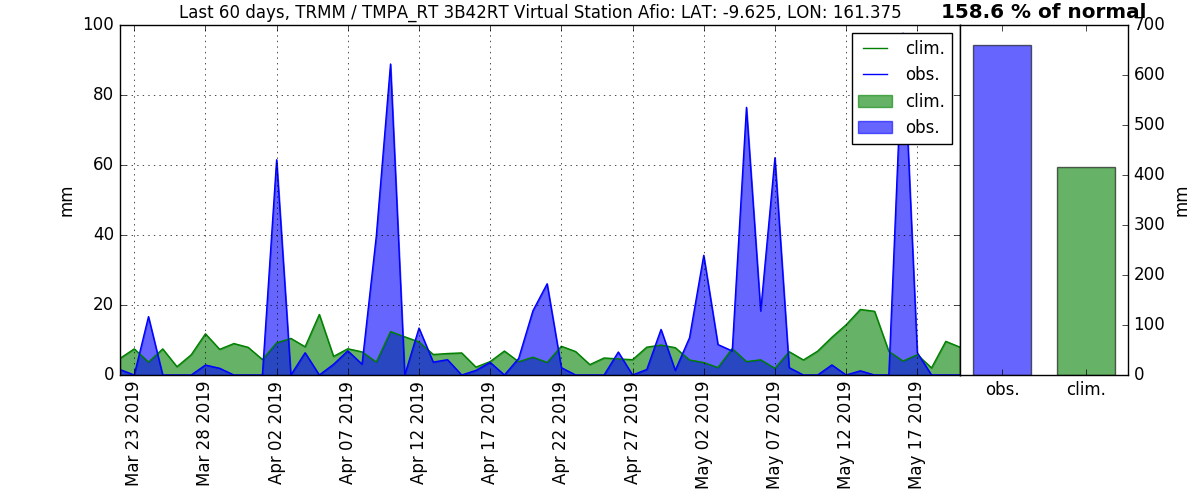 Last 60 days, TRMM / TMPA_RT 3B42RT Virtual Station Afio: LAT: -9.625, LON: 161.375
158.6 % of normal
100
80
60
40
20
0
mm
clim.
obs.
clim.
obs.
Mar 23 2019
Mar 28 2019
Apr 02 2019
Apr 07 2019
Apr 12 2019
Apr 17 2019
Apr 22 2019
Apr 27 2019
May 02 2019
May 07 2019
May 12 2019
May 17 2019
700
600
500
400
300
200
100
0
mm
obs.
clim.